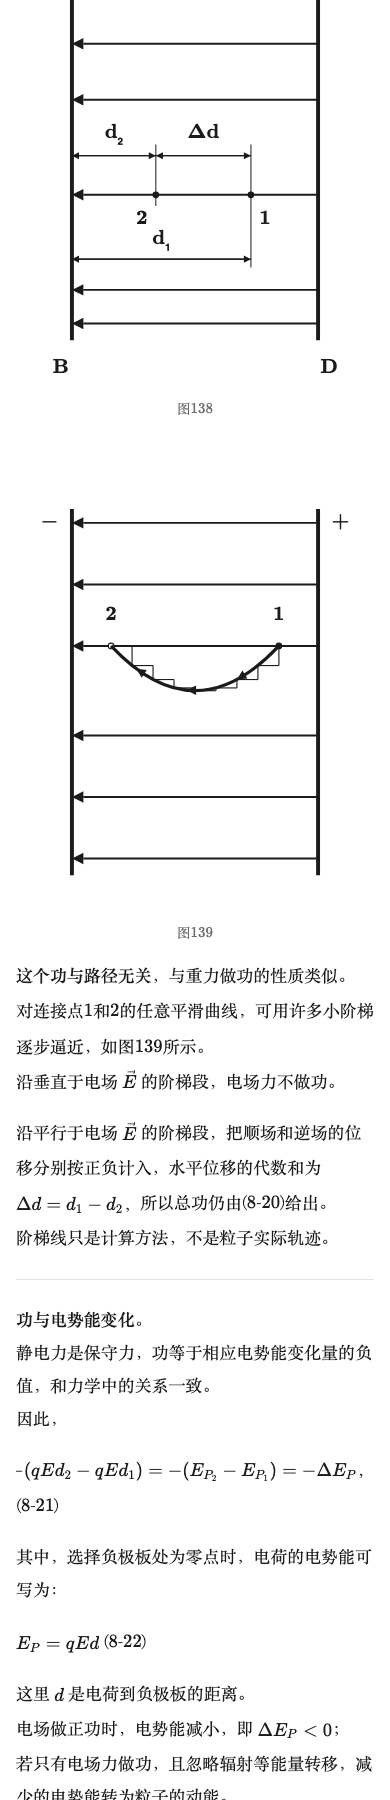 d₂ Δd
2 1
d₁
B D
图138
− +
2 1
图139
这个功与路径无关，与重力做功的性质类似。
对连接点1和2的任意平滑曲线，可用许多小阶梯
逐步逼近，如图139所示。
沿垂直于电场 $\vec{E}$ 的阶梯段，电场力不做功。
沿平行于电场 $\vec{E}$ 的阶梯段，把顺场和逆场的位
移分别按正负计入，水平位移的代数和为
Δd = d₁ − d₂，所以总功仍由(8-20)给出。
阶梯线只是计算方法，不是粒子实际轨迹。
功与电势能变化。
静电力是保守力，功等于相应电势能变化量的负
值，和力学中的关系一致。
因此，
-(qEd₂ − qEd₁) = −(E_{P₂} − E_{P₁}) = −ΔE_P，
(8-21)
其中，选择负极板处为零点时，电荷的电势能可
写为：
E_P = qEd (8-22)
这里 d 是电荷到负极板的距离。
电场做正功时，电势能减小，即 ΔE_P < 0；
若只有电场力做功，且忽略辐射等能量转移，减
少的电势能转为粒子的动能。